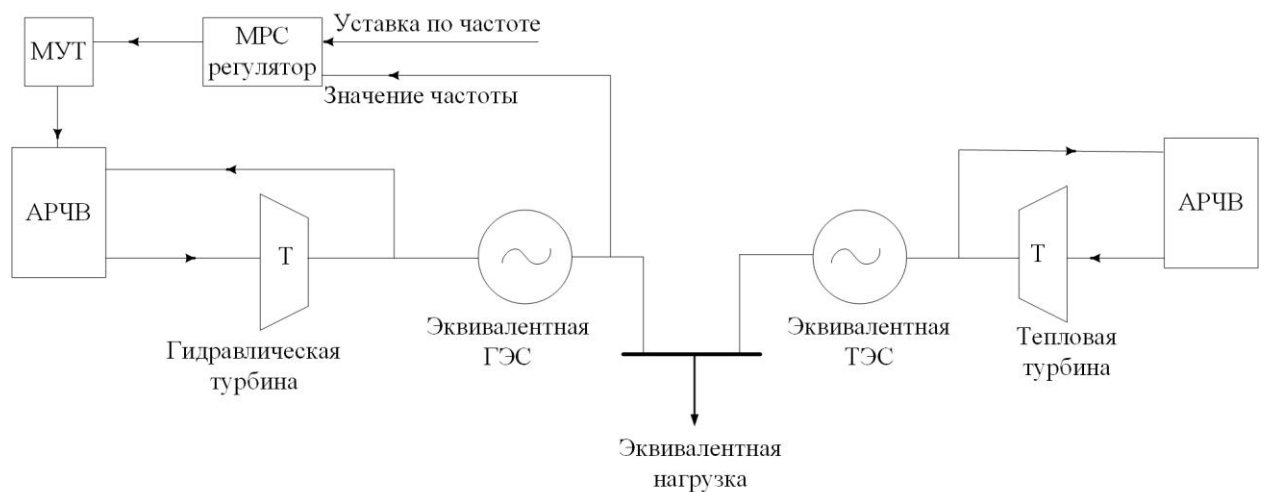 Уставка по частоте
МРС
регулятор
МУТ
Значение частоты
АРЧВ
Т
Гидравлическая
турбина
Эквивалентная
ГЭС
Эквивалентная
ТЭС
Т
Тепловая
турбина
АРЧВ
Эквивалентная
нагрузка